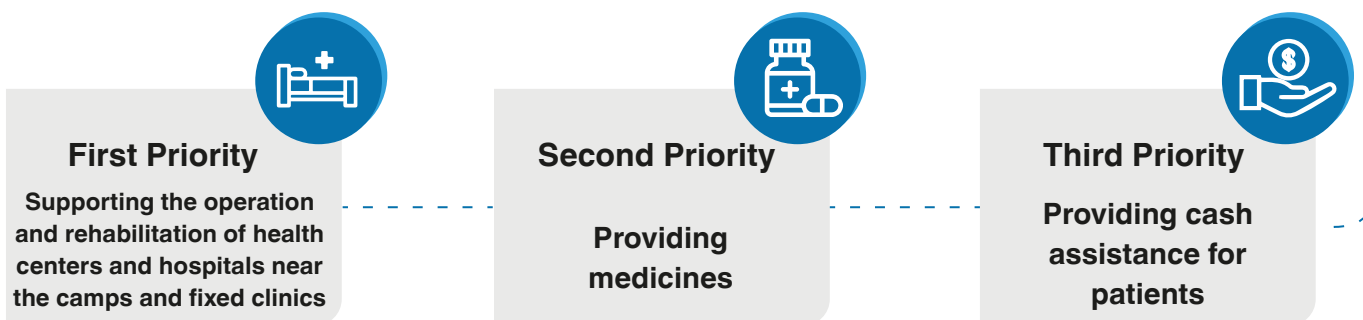 First Priority
Supporting the operation
and rehabilitation of health
centers and hospitals near
the camps and fixed clinics
Second Priority
Providing
medicines
Third Priority
Providing cash
assistance for
patients